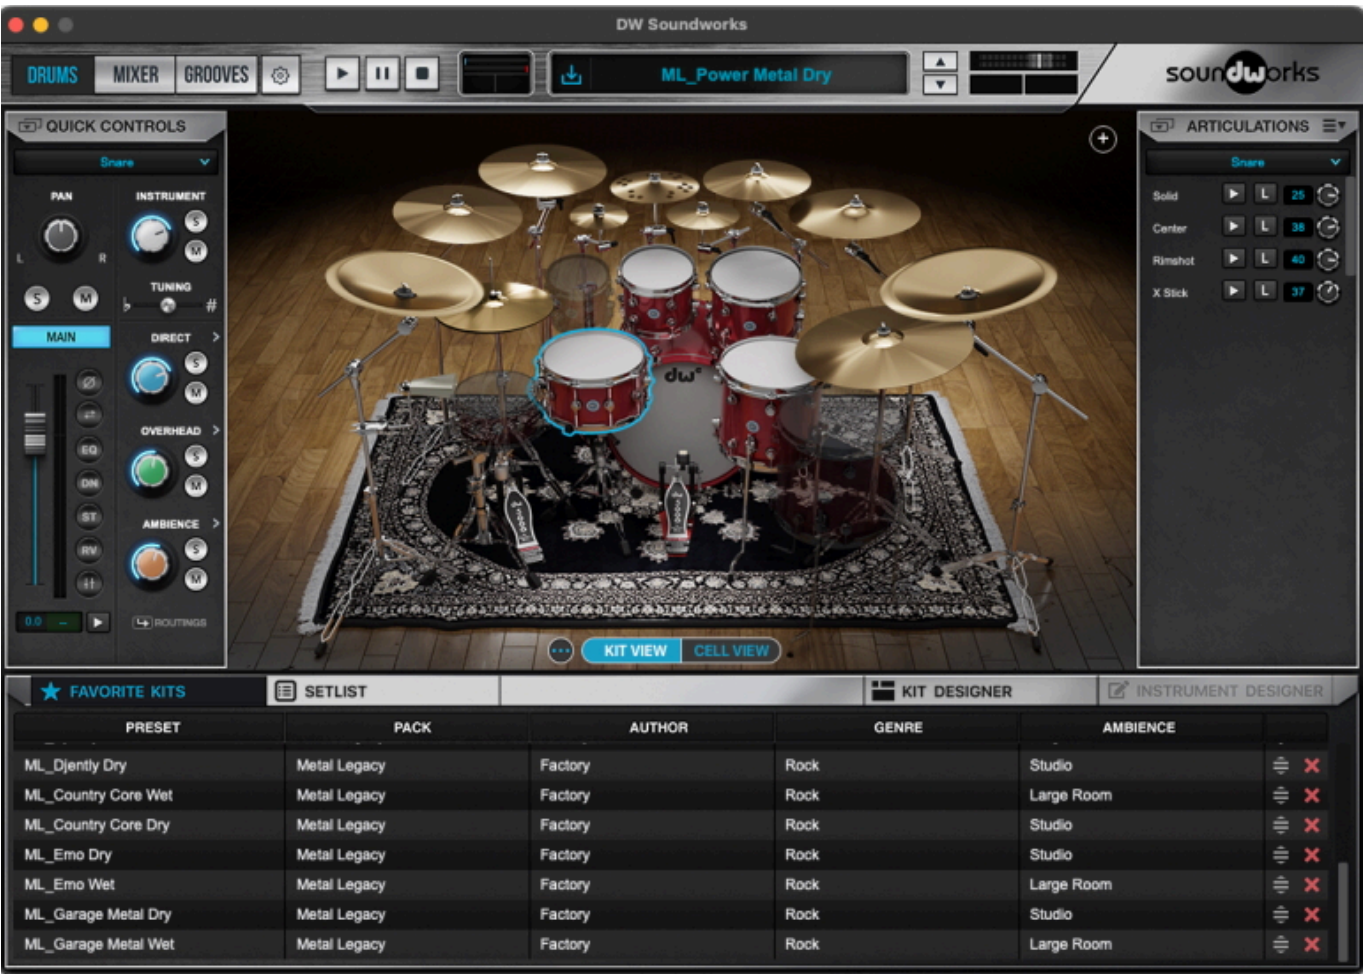 DW Soundworks
DRUMS MIXER GROOVES ML_Power Metal Dry soundworks
QUICK CONTROLS
Snare
PAN INSTRUMENT
S
L R M
TUNING
S M ♭ #
MAIN DIRECT >
S
M
OVERHEAD >
EQ S
DN M
ST AMBIENCE >
RV S
M
0.0 -- ROUTINGS
dw
KIT VIEW CELL VIEW
ARTICULATIONS
Snare
Solid L 25
Center L 38
Rimshot L 40
X Stick L 37
FAVORITE KITS SETLIST KIT DESIGNER INSTRUMENT DESIGNER
PRESET PACK AUTHOR GENRE AMBIENCE
ML_Djently Dry Metal Legacy Factory Rock Studio
ML_Country Core Wet Metal Legacy Factory Rock Large Room
ML_Country Core Dry Metal Legacy Factory Rock Studio
ML_Emo Dry Metal Legacy Factory Rock Studio
ML_Emo Wet Metal Legacy Factory Rock Large Room
ML_Garage Metal Dry Metal Legacy Factory Rock Studio
ML_Garage Metal Wet Metal Legacy Factory Rock Large Room